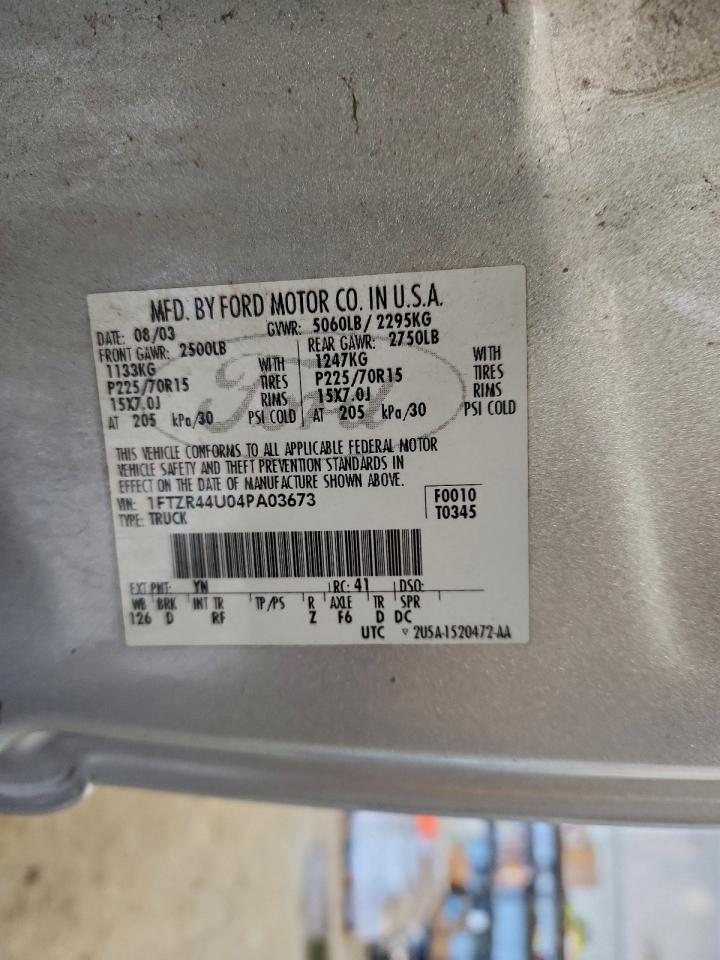 MFD. BY FORD MOTOR CO. IN U.S.A.
DATE: 08/03 GVWR: 5060LB/ 2295KG
FRONT GAWR: 2500LB REAR GAWR: 2750LB
1133KG WITH 1247KG WITH
P225/70R15 TIRES P225/70R15 TIRES
15X7.0J RIMS 15X7.0J RIMS
AT 205 kPa/30 PSI COLD AT 205 kPa/30 PSI COLD
Ford
THIS VEHICLE CONFORMS TO ALL APPLICABLE FEDERAL MOTOR
VEHICLE SAFETY AND THEFT PREVENTION STANDARDS IN
EFFECT ON THE DATE OF MANUFACTURE SHOWN ABOVE.
VIN: 1FTZR44U04PA03673 F0010
TYPE: TRUCK T0345
EXT PNT: YN RC: 41 DSO:
WB BRK INT TR TP/PS R AXLE TR SPR
126 D RF Z F6 D DC
UTC ▽ 2U5A-1520472-AA